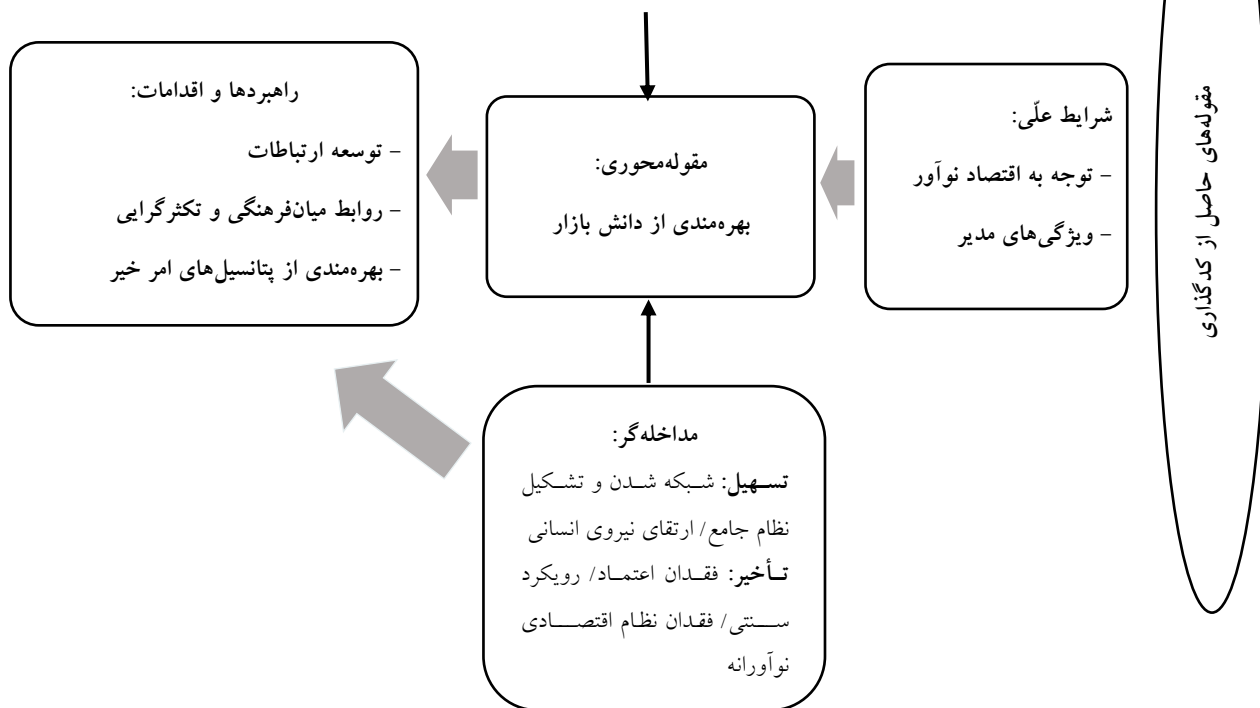 مقوله‌های حاصل از کدگذاری
شرایط علّی:
- توجه به اقتصاد نوآور
- ویژگی‌های مدیر
مقوله‌محوری:
بهره‌مندی از دانش بازار
راهبردها و اقدامات:
- توسعه ارتباطات
- روابط میان‌فرهنگی و تکثرگرایی
- بهره‌مندی از پتانسیل‌های امر خیر
مداخله‌گر:
تسهیل: شبکه شدن و تشکیل
نظام جامع/ ارتقای نیروی انسانی
تأخیر: فقدان اعتماد/ رویکرد
سنتی/ فقدان نظام اقتصادی
نوآورانه